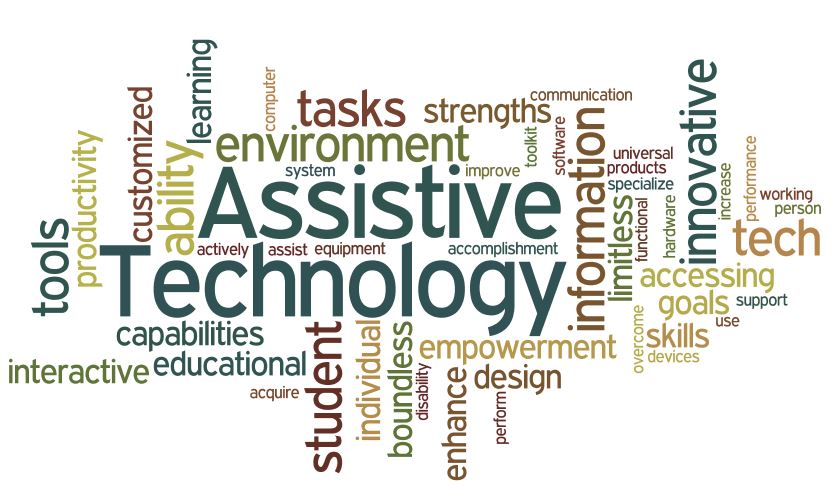 learning
computer
customized
tasks
strengths
communication
innovative
productivity
ability
environment
toolkit
software
information
system
improve
universal
products
specialize
increase
performance
working
person
tools
Assistive
limitless
functional
hardware
tech
actively
assist
equipment
accomplishment
Technology
accessing
goals
support
capabilities
student
individual
boundless
empowerment
overcome
skills
use
devices
interactive
educational
disability
enhance
design
acquire
perform